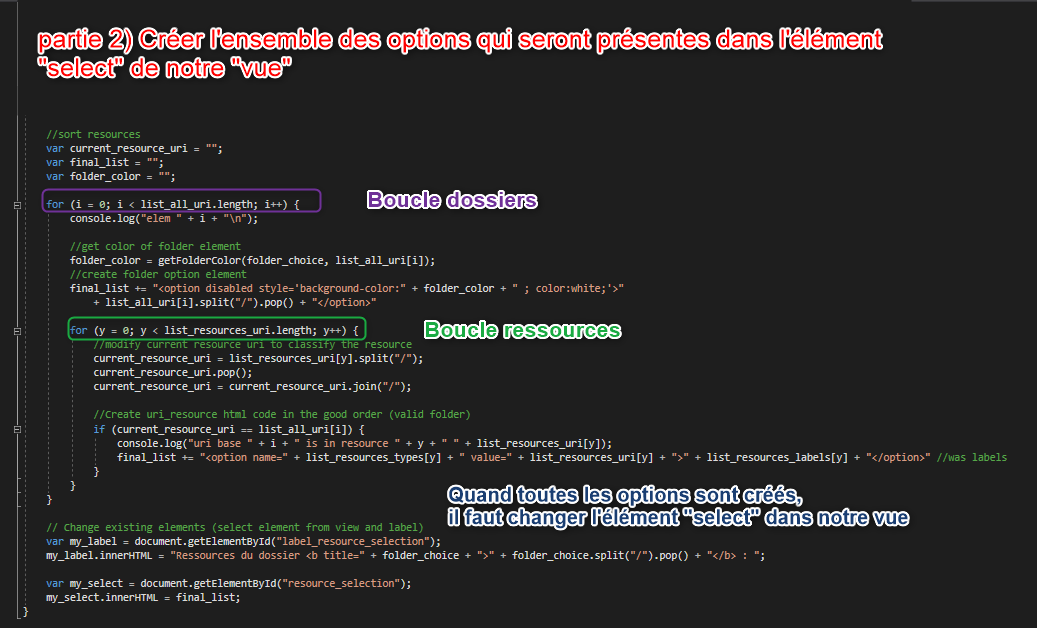 partie 2) Créer l'ensemble des options qui seront présentes dans l'élément
"select" de notre "vue"
//sort resources
var current_resource_uri = "";
var final_list = "";
var folder_color = "";
for (i = 0; i < list_all_uri.length; i++) {
Boucle dossiers
console.log("elem " + i + "\n");
//get color of folder element
folder_color = getFolderColor(folder_choice, list_all_uri[i]);
//create folder option element
final_list += "<option disabled style='background-color:" + folder_color + " ; color:white;'>"
+ list_all_uri[i].split("/").pop() + "</option>"
for (y = 0; y < list_resources_uri.length; y++) {
Boucle ressources
//modify current resource uri to classify the resource
current_resource_uri = list_resources_uri[y].split("/");
current_resource_uri.pop();
current_resource_uri = current_resource_uri.join("/");
//Create uri_resource html code in the good order (valid folder)
if (current_resource_uri == list_all_uri[i]) {
console.log("uri base " + i + " is in resource " + y + " " + list_resources_uri[y]);
final_list += "<option name=" + list_resources_types[y] + " value=" + list_resources_uri[y] + ">" + list_resources_labels[y] + "</option>" //was labels
}
}
}
Quand toutes les options sont créés,
il faut changer l'élément "select" dans notre vue
// Change existing elements (select element from view and label)
var my_label = document.getElementById("label_resource_selection");
my_label.innerHTML = "Ressources du dossier <b title=" + folder_choice + ">" + folder_choice.split("/").pop() + "</b> : ";
var my_select = document.getElementById("resource_selection");
my_select.innerHTML = final_list;
}